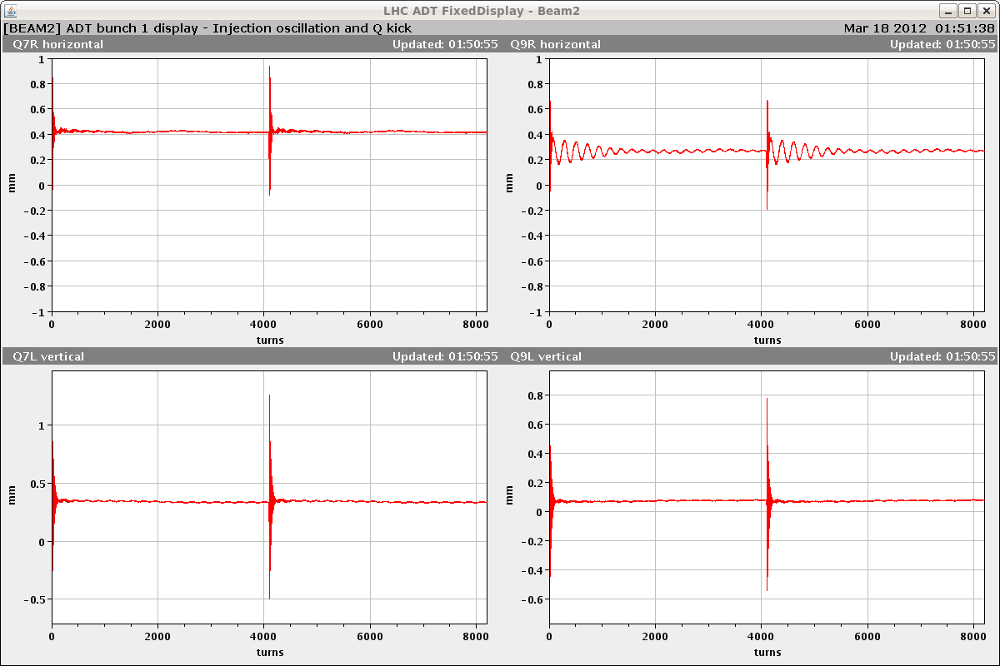 LHC ADT FixedDisplay - Beam2
[BEAM2] ADT bunch 1 display - Injection oscillation and Q kick Mar 18 2012 01:51:38
Q7R horizontal Updated: 01:50:55 Q9R horizontal Updated: 01:50:55
1
0.8
0.6
0.4
0.2
0
-0.2
-0.4
-0.6
-0.8
-1
mm
0 2000 4000 6000 8000
turns
1
0.8
0.6
0.4
0.2
0
-0.2
-0.4
-0.6
-0.8
-1
mm
0 2000 4000 6000 8000
turns
Q7L vertical Updated: 01:50:55 Q9L vertical Updated: 01:50:55
1
0.5
0
-0.5
mm
0 2000 4000 6000 8000
turns
0.8
0.6
0.4
0.2
0
-0.2
-0.4
-0.6
mm
0 2000 4000 6000 8000
turns